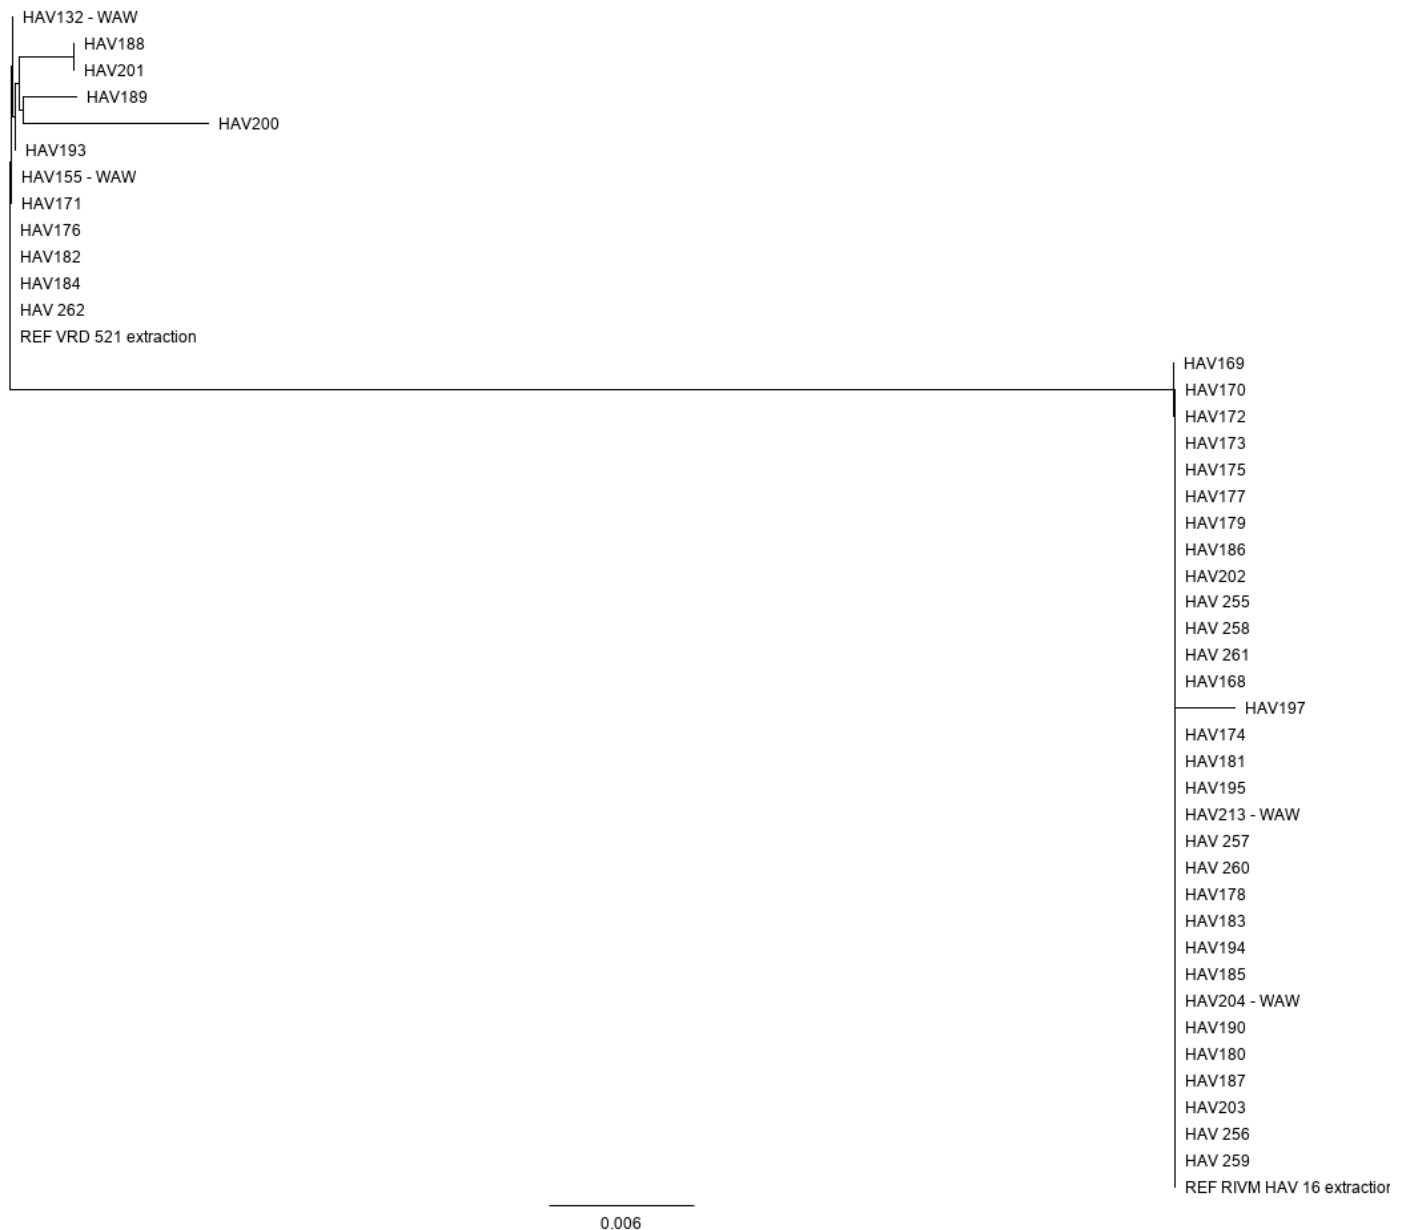 HAV132 - WAW
HAV188
HAV201
HAV189
HAV200
HAV193
HAV155 - WAW
HAV171
HAV176
HAV182
HAV184
HAV 262
REF VRD 521 extraction
HAV169
HAV170
HAV172
HAV173
HAV175
HAV177
HAV179
HAV186
HAV202
HAV 255
HAV 258
HAV 261
HAV168
HAV197
HAV174
HAV181
HAV195
HAV213 - WAW
HAV 257
HAV 260
HAV178
HAV183
HAV194
HAV185
HAV204 - WAW
HAV190
HAV180
HAV187
HAV203
HAV 256
HAV 259
REF RIVM HAV 16 extraction
0.006